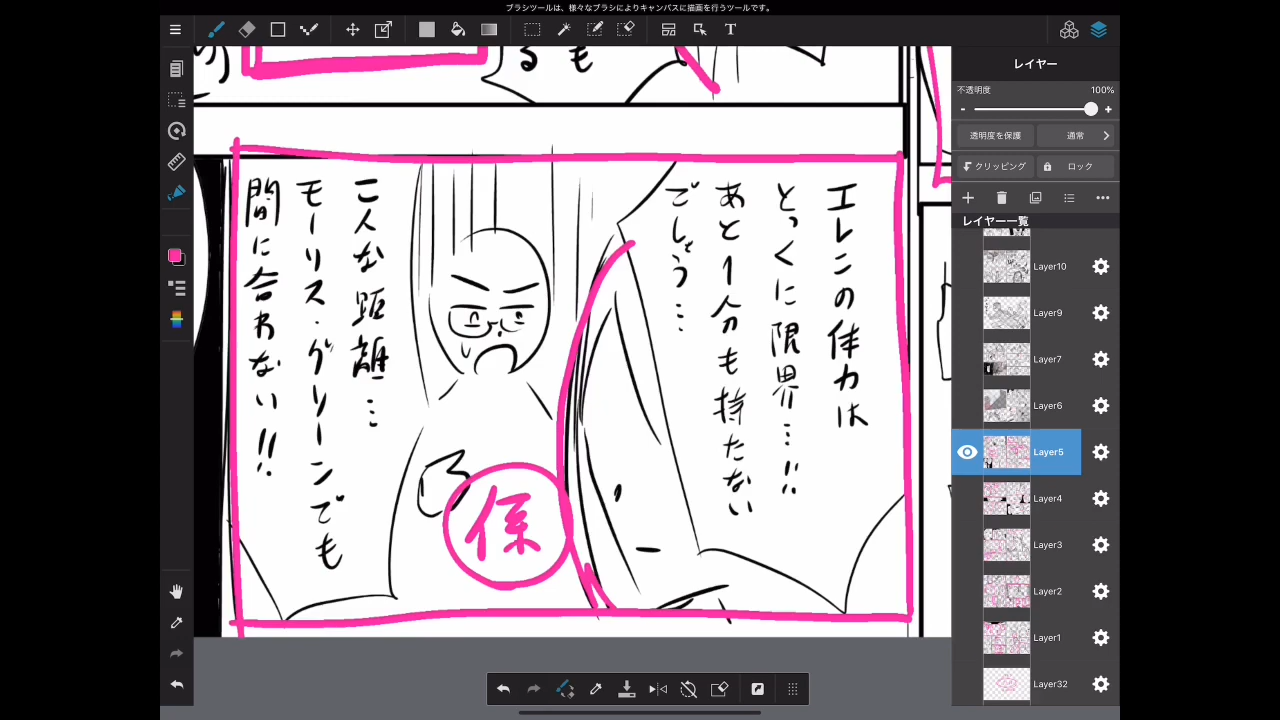 ブラシツールは、様々なブラシによりキャンバスに描画を行うツールです。
T
るも
エレンの体力は
とっくに限界…!!
あと1分も持たない
でしょう…
こんな距離…
モーリス・グリーンでも
間に合わない!!
係
レイヤー
不透明度
100%
- +
透明度を保護
通常
クリッピング
ロック
レイヤー一覧
Layer10
Layer9
Layer7
Layer6
Layer5
Layer4
Layer3
Layer2
Layer1
Layer32